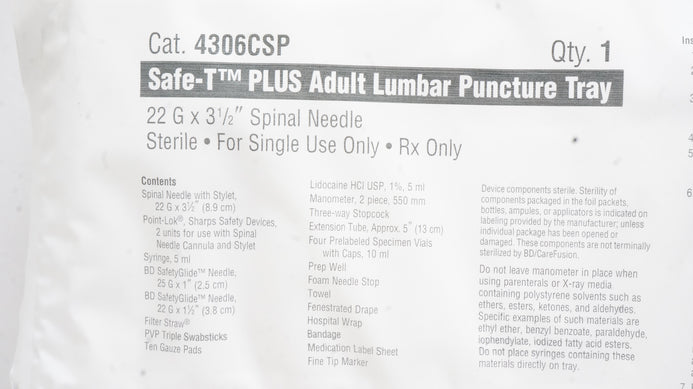 Cat. 4306CSP
Qty. 1
Safe-T™ PLUS Adult Lumbar Puncture Tray
22 G x 3½" Spinal Needle
Sterile • For Single Use Only • Rx Only
Contents
Spinal Needle with Stylet,
22 G x 3½" (8.9 cm)
Point-Lok®, Sharps Safety Devices,
2 units for use with Spinal
Needle Cannula and Stylet
Syringe, 5 ml
BD SafetyGlide™ Needle,
25 G x 1" (2.5 cm)
BD SafetyGlide™ Needle,
22 G x 1½" (3.8 cm)
Filter Straw®
PVP Triple Swabsticks
Ten Gauze Pads
Lidocaine HCl USP, 1%, 5 ml
Manometer, 2 piece, 550 mm
Three-way Stopcock
Extension Tube, Approx. 5" (13 cm)
Four Prelabeled Specimen Vials
with Caps, 10 ml
Prep Well
Foam Needle Stop
Towel
Fenestrated Drape
Hospital Wrap
Bandage
Medication Label Sheet
Fine Tip Marker
Device components sterile. Sterility of
components packaged in the foil packets,
bottles, ampules, or applicators is indicated on
labeling provided by the manufacturer; unless
individual package has been opened or
damaged. These components are not terminally
sterilized by BD/CareFusion.
Do not leave manometer in place when
using parenterals or X-ray media
containing polystyrene solvents such as
ethers, esters, ketones, and aldehydes.
Specific examples of such materials are
ethyl ether, benzyl benzoate, paraldehyde,
iophendylate, iodized fatty acid esters.
Do not place syringes containing these
materials directly on tray.